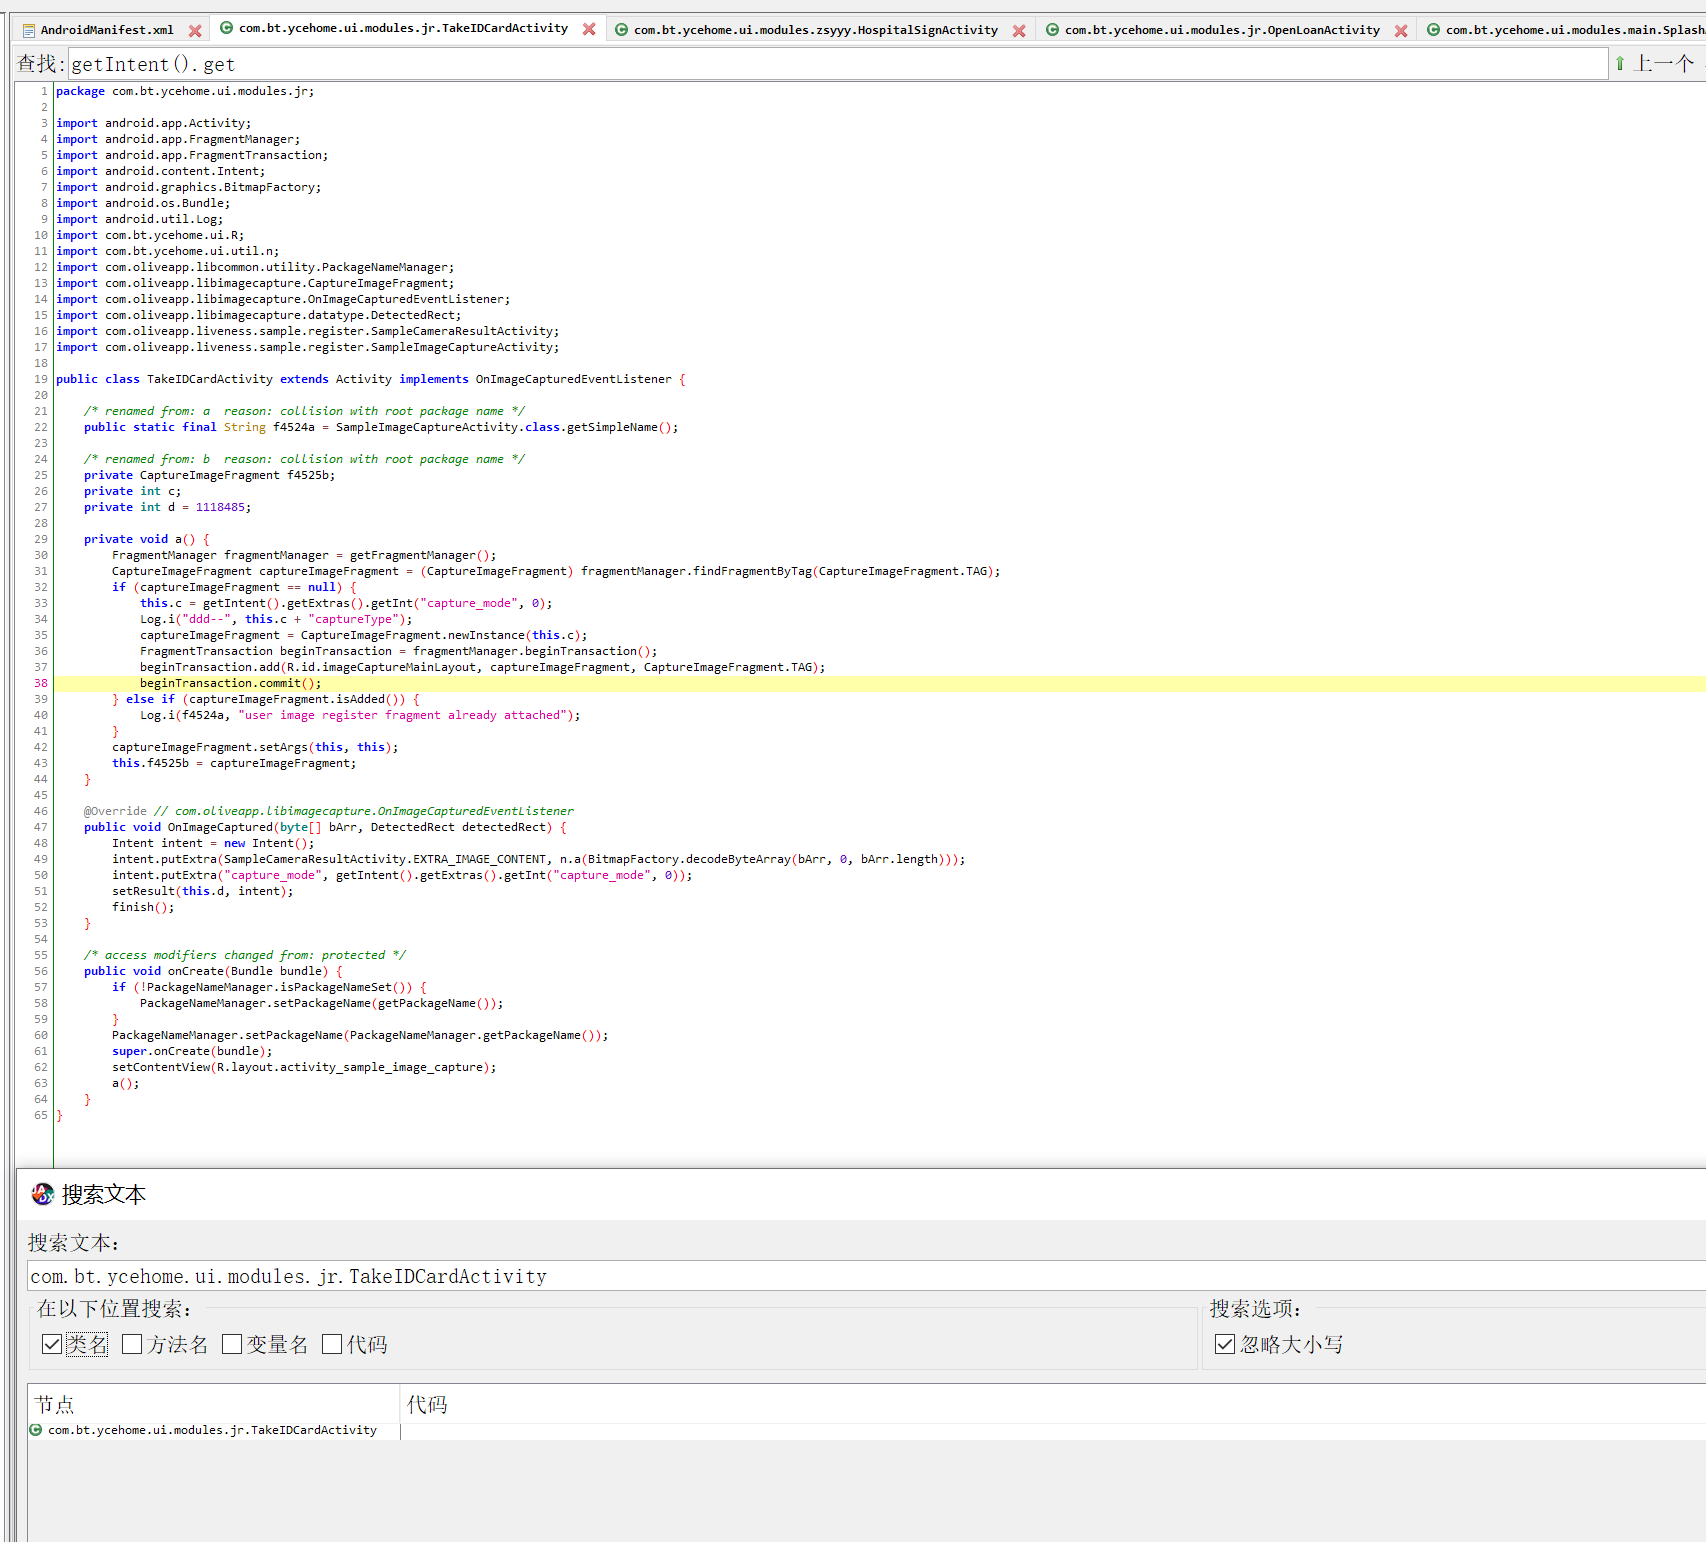 AndroidManifest.xml com.bt.ycehome.ui.modules.jr.TakeIDCardActivity com.bt.ycehome.ui.modules.zsyyy.HospitalSignActivity com.bt.ycehome.ui.modules.jr.OpenLoanActivity com.bt.ycehome.ui.modules.main.Splash
查找: getIntent().get 上一个
1 package com.bt.ycehome.ui.modules.jr;
2
3 import android.app.Activity;
4 import android.app.FragmentManager;
5 import android.app.FragmentTransaction;
6 import android.content.Intent;
7 import android.graphics.BitmapFactory;
8 import android.os.Bundle;
9 import android.util.Log;
10 import com.bt.ycehome.ui.R;
11 import com.bt.ycehome.ui.util.n;
12 import com.oliveapp.libcommon.utility.PackageNameManager;
13 import com.oliveapp.libimagecapture.CaptureImageFragment;
14 import com.oliveapp.libimagecapture.OnImageCapturedEventListener;
15 import com.oliveapp.libimagecapture.datatype.DetectedRect;
16 import com.oliveapp.liveness.sample.register.SampleCameraResultActivity;
17 import com.oliveapp.liveness.sample.register.SampleImageCaptureActivity;
18
19 public class TakeIDCardActivity extends Activity implements OnImageCapturedEventListener {
20
21 /* renamed from: a  reason: collision with root package name */
22 public static final String f4524a = SampleImageCaptureActivity.class.getSimpleName();
23
24 /* renamed from: b  reason: collision with root package name */
25 private CaptureImageFragment f4525b;
26 private int c;
27 private int d = 1118485;
28
29 private void a() {
30 FragmentManager fragmentManager = getFragmentManager();
31 CaptureImageFragment captureImageFragment = (CaptureImageFragment) fragmentManager.findFragmentByTag(CaptureImageFragment.TAG);
32 if (captureImageFragment == null) {
33 this.c = getIntent().getExtras().getInt("capture_mode", 0);
34 Log.i("ddd--", this.c + "captureType");
35 captureImageFragment = CaptureImageFragment.newInstance(this.c);
36 FragmentTransaction beginTransaction = fragmentManager.beginTransaction();
37 beginTransaction.add(R.id.imageCaptureMainLayout, captureImageFragment, CaptureImageFragment.TAG);
38 beginTransaction.commit();
39 } else if (captureImageFragment.isAdded()) {
40 Log.i(f4524a, "user image register fragment already attached");
41 }
42 captureImageFragment.setArgs(this, this);
43 this.f4525b = captureImageFragment;
44 }
45
46 @Override // com.oliveapp.libimagecapture.OnImageCapturedEventListener
47 public void OnImageCaptured(byte[] bArr, DetectedRect detectedRect) {
48 Intent intent = new Intent();
49 intent.putExtra(SampleCameraResultActivity.EXTRA_IMAGE_CONTENT, n.a(BitmapFactory.decodeByteArray(bArr, 0, bArr.length)));
50 intent.putExtra("capture_mode", getIntent().getExtras().getInt("capture_mode", 0));
51 setResult(this.d, intent);
52 finish();
53 }
54
55 /* access modifiers changed from: protected */
56 public void onCreate(Bundle bundle) {
57 if (!PackageNameManager.isPackageNameSet()) {
58 PackageNameManager.setPackageName(getPackageName());
59 }
60 PackageNameManager.setPackageName(PackageNameManager.getPackageName());
61 super.onCreate(bundle);
62 setContentView(R.layout.activity_sample_image_capture);
63 a();
64 }
65 }
搜索文本
搜索文本:
com.bt.ycehome.ui.modules.jr.TakeIDCardActivity
在以下位置搜索: 搜索选项:
类名 方法名 变量名 代码 忽略大小写
节点 代码
com.bt.ycehome.ui.modules.jr.TakeIDCardActivity